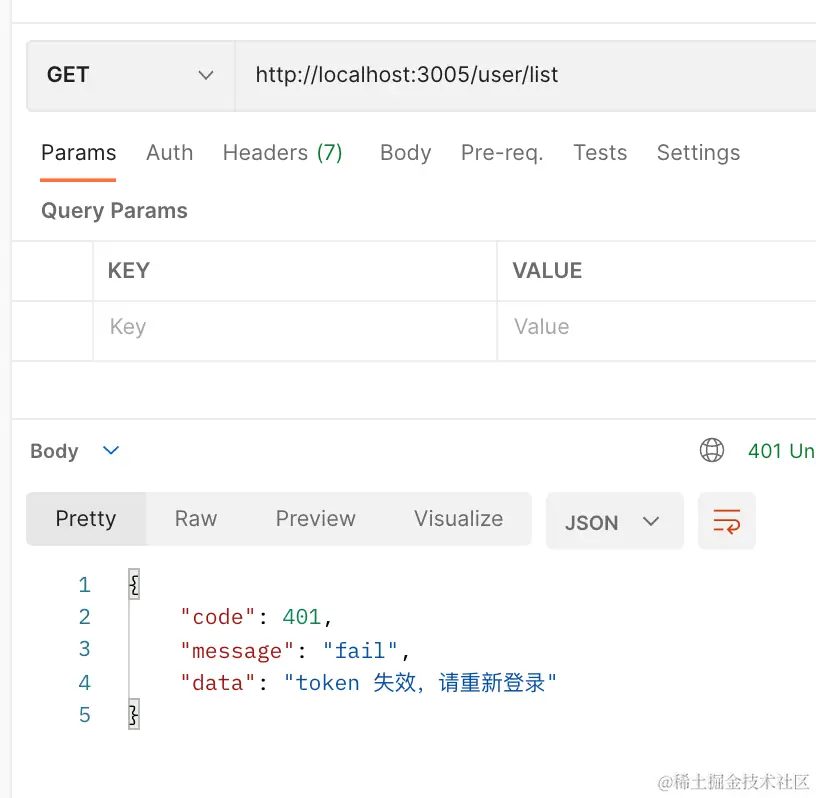 GET http://localhost:3005/user/list
Params Auth Headers (7) Body Pre-req. Tests Settings
Query Params
KEY VALUE
Key Value
Body 401 Un
Pretty Raw Preview Visualize JSON
1 {
2 "code": 401,
3 "message": "fail",
4 "data": "token 失效，请重新登录"
5 }
@稀土掘金技术社区